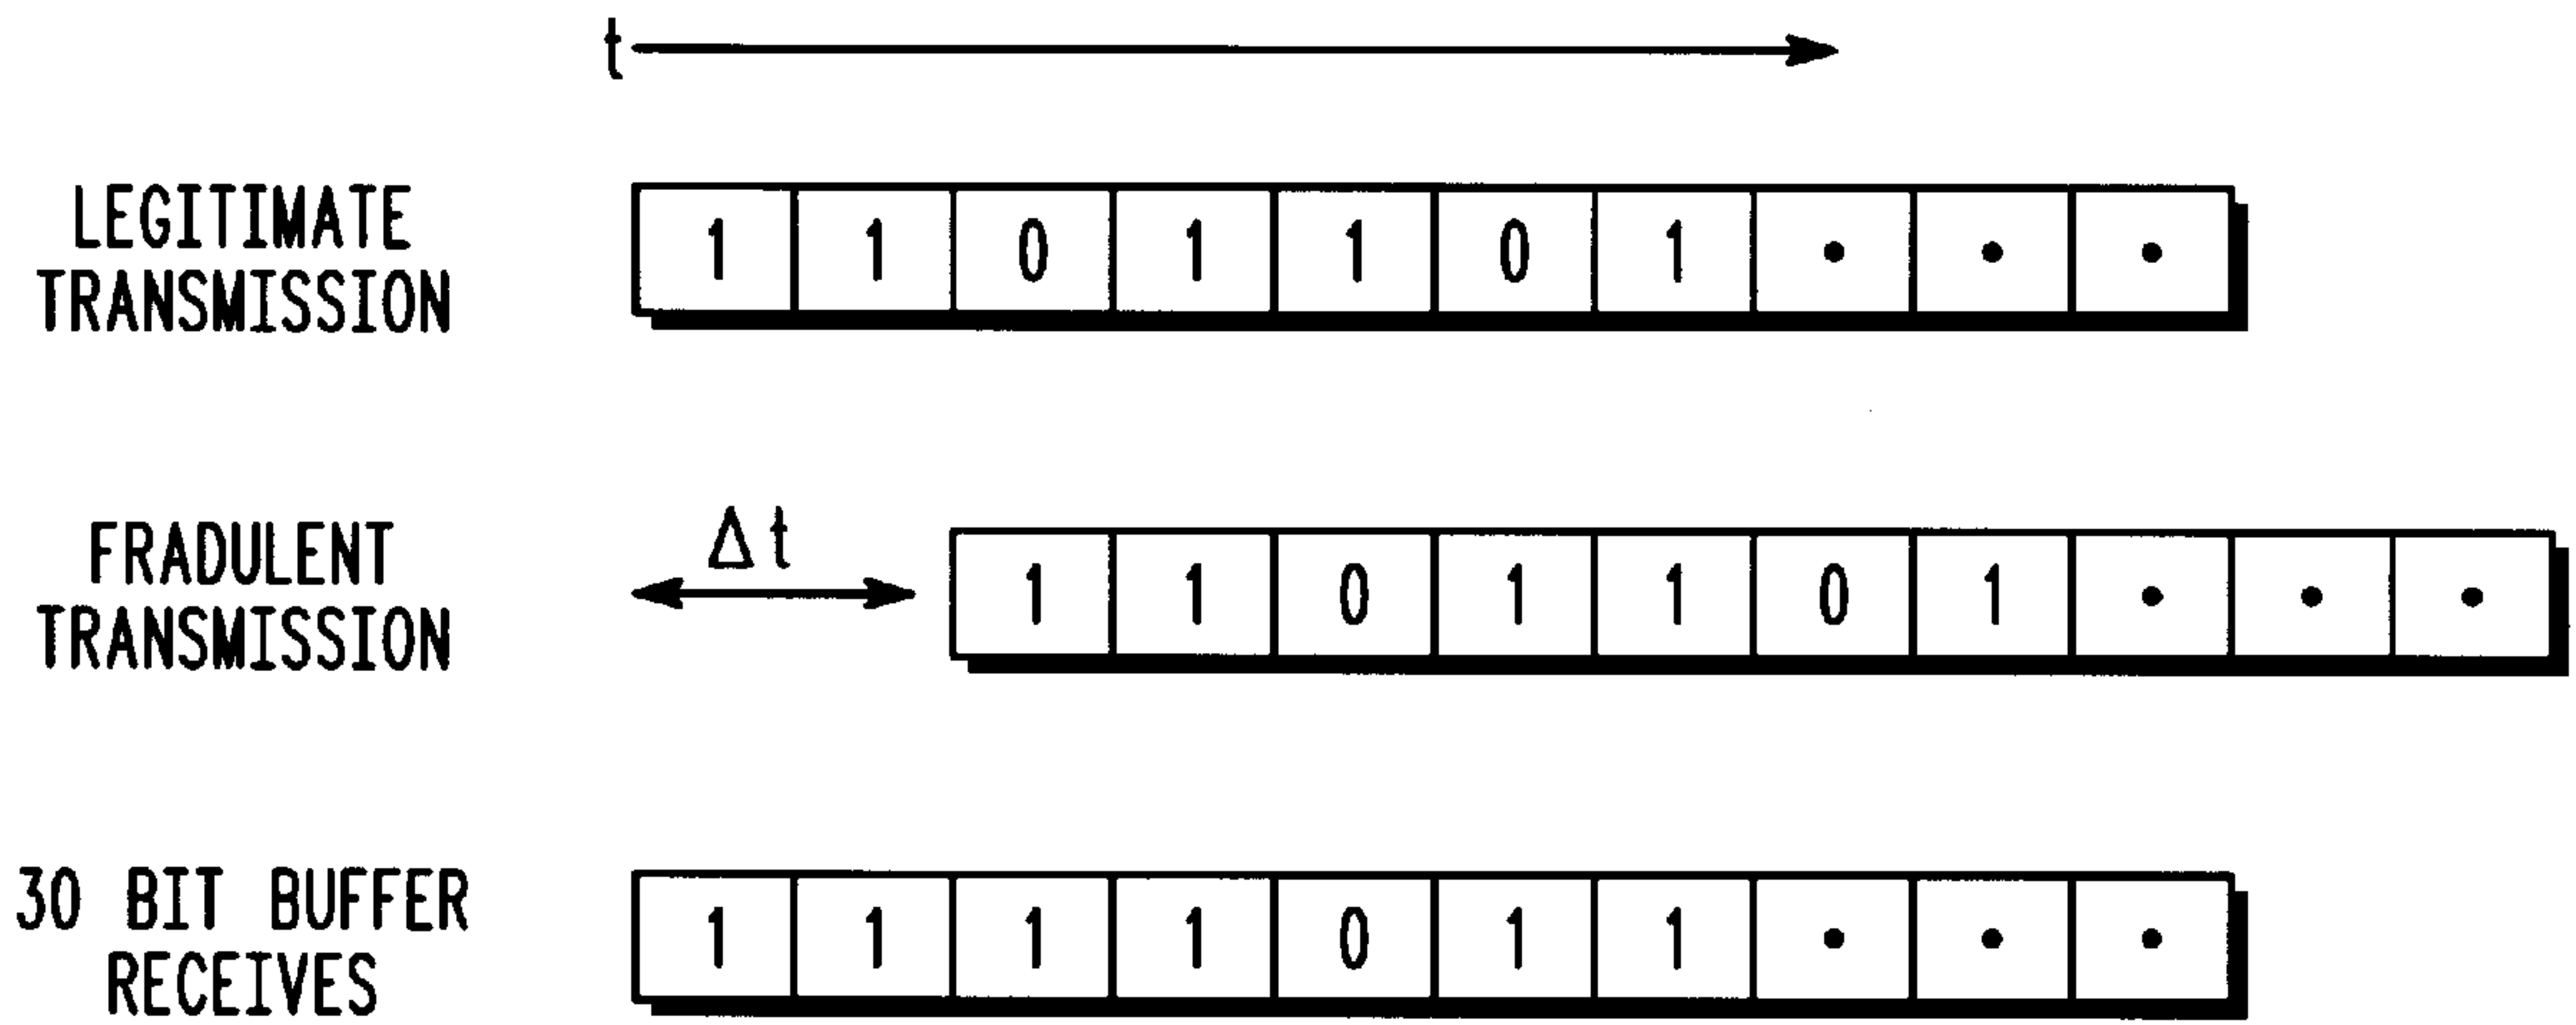 t
LEGITIMATE
TRANSMISSION
1 1 0 1 1 0 1 • • •
FRADULENT
TRANSMISSION
Δt
1 1 0 1 1 0 1 • • •
30 BIT BUFFER
RECEIVES
1 1 1 1 0 1 1 • • •